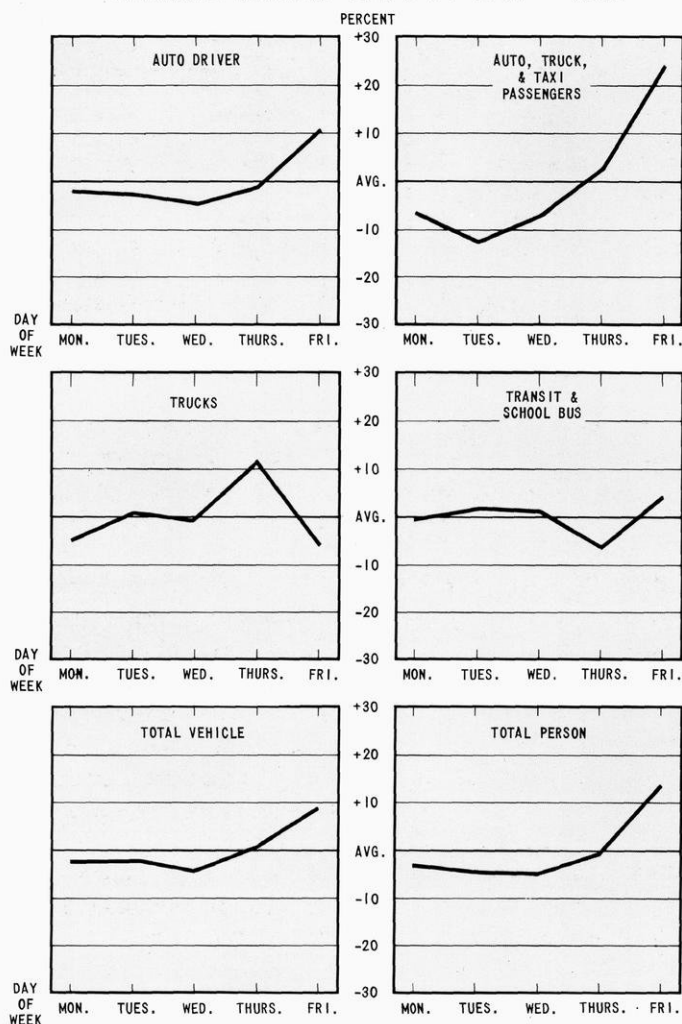 PERCENT
AUTO DRIVER
AUTO, TRUCK,
& TAXI
PASSENGERS
+30
+20
+10
AVG.
-10
-20
-30
DAY
OF
WEEK
MON. TUES. WED. THURS. FRI.
MON. TUES. WED. THURS. FRI.
TRUCKS
TRANSIT &
SCHOOL BUS
+30
+20
+10
AVG.
-10
-20
-30
DAY
OF
WEEK
MON. TUES. WED. THURS. FRI.
MON. TUES. WED. THURS. FRI.
TOTAL VEHICLE
TOTAL PERSON
+30
+20
+10
AVG.
-10
-20
-30
DAY
OF
WEEK
MON. TUES. WED. THURS. FRI.
MON. TUES. WED. THURS. FRI.